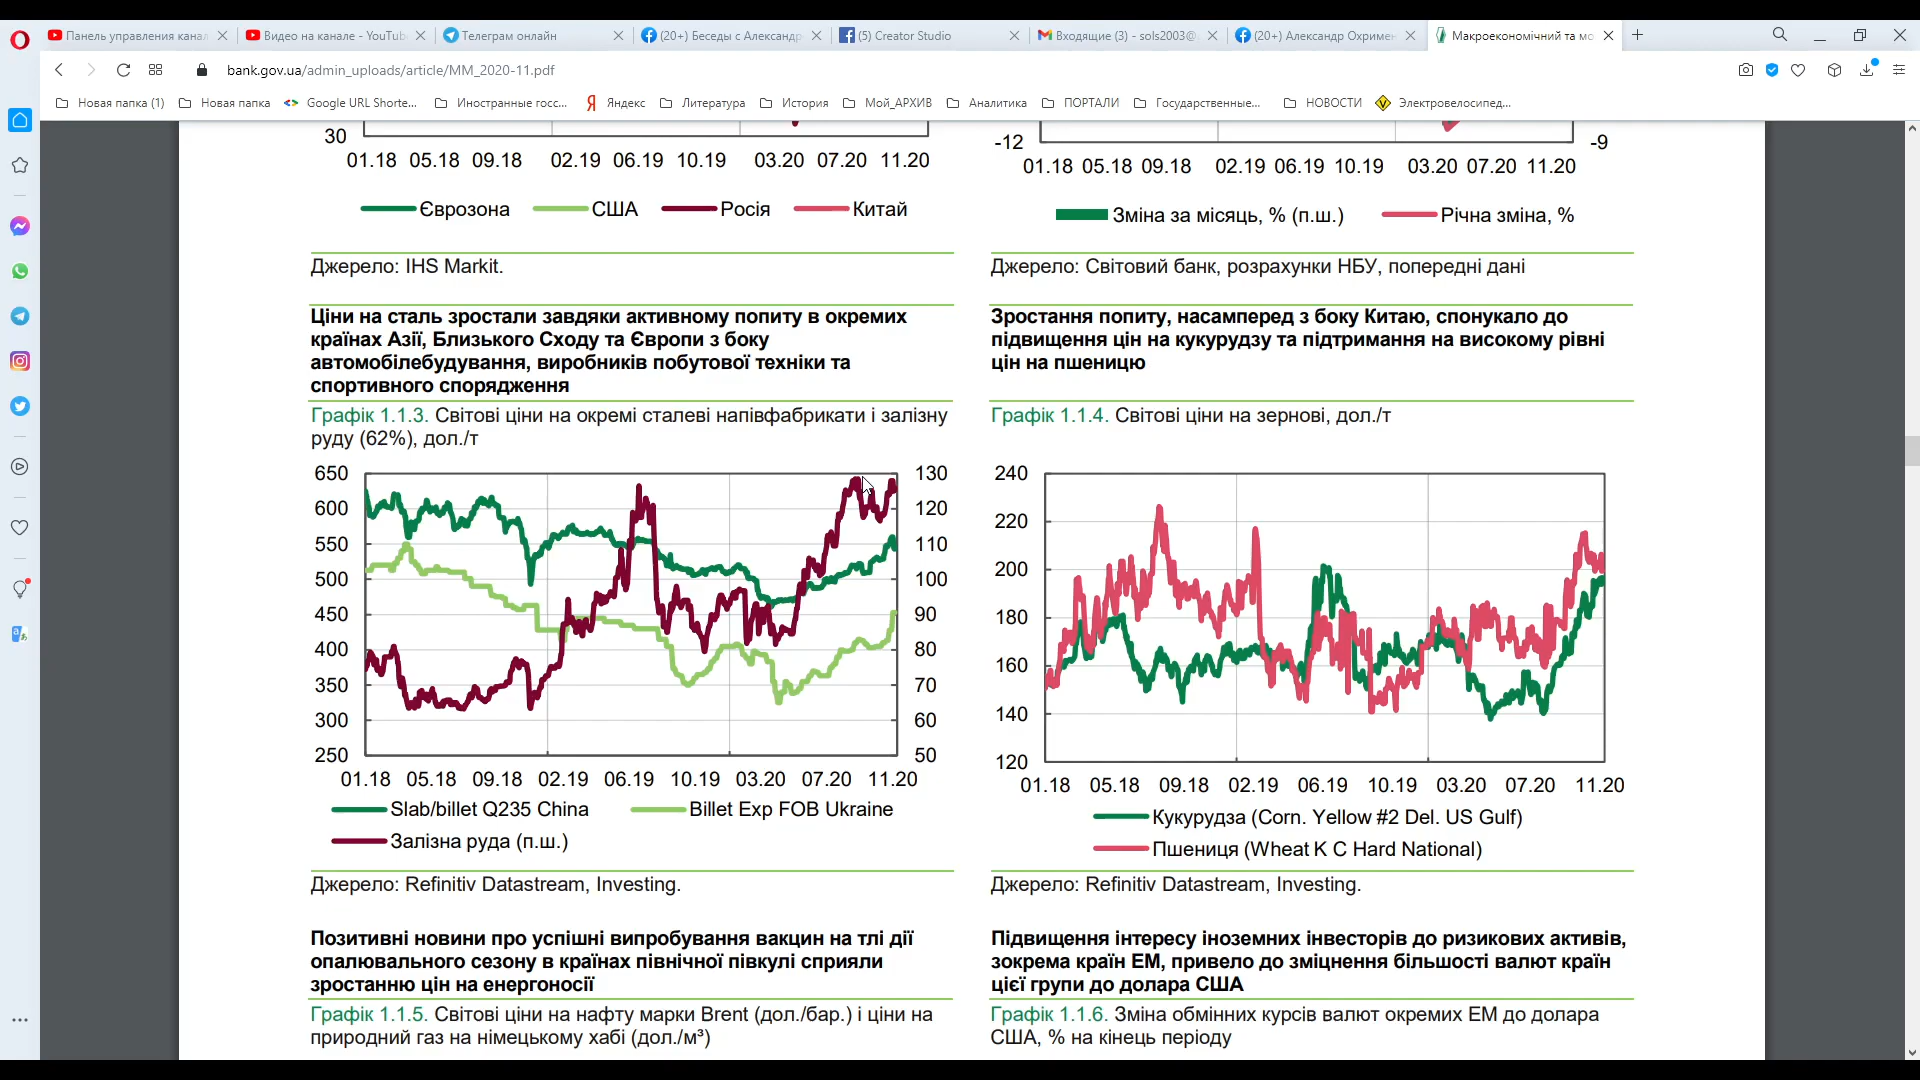 Панель управления канал
Видео на канале - YouTube
Телеграм онлайн
(20+) Беседы с Александр
(5) Creator Studio
Входящие (3) - sols2003@
(20+) Александр Охримен
Макроекономічний та мо
bank.gov.ua/admin_uploads/article/MM_2020-11.pdf
Новая папка (1)
Новая папка
Google URL Shorte...
Иностранные госс...
Яндекс
Литература
История
Мой_АРХИВ
Аналитика
ПОРТАЛИ
Государственные...
НОВОСТИ
Электровелосипед...
30
01.18 05.18 09.18 02.19 06.19 10.19 03.20 07.20 11.20
Єврозона США Росія Китай
Джерело: IHS Markit.
-12 -9
01.18 05.18 09.18 02.19 06.19 10.19 03.20 07.20 11.20
Зміна за місяць, % (п.ш.) Річна зміна, %
Джерело: Світовий банк, розрахунки НБУ, попередні дані
Ціни на сталь зростали завдяки активному попиту в окремих
країнах Азії, Близького Сходу та Європи з боку
автомобілебудування, виробників побутової техніки та
спортивного спорядження
Графік 1.1.3. Світові ціни на окремі сталеві напівфабрикати і залізну
руду (62%), дол./т
650 130
600 120
550 110
500 100
450 90
400 80
350 70
300 60
250 50
01.18 05.18 09.18 02.19 06.19 10.19 03.20 07.20 11.20
Slab/billet Q235 China Billet Exp FOB Ukraine
Залізна руда (п.ш.)
Джерело: Refinitiv Datastream, Investing.
Зростання попиту, насамперед з боку Китаю, спонукало до
підвищення цін на кукурудзу та підтримання на високому рівні
цін на пшеницю
Графік 1.1.4. Світові ціни на зернові, дол./т
240
220
200
180
160
140
120
01.18 05.18 09.18 02.19 06.19 10.19 03.20 07.20 11.20
Кукурудза (Corn. Yellow #2 Del. US Gulf)
Пшениця (Wheat K C Hard National)
Джерело: Refinitiv Datastream, Investing.
Позитивні новини про успішні випробування вакцин на тлі дії
опалювального сезону в країнах північної півкулі сприяли
зростанню цін на енергоносії
Графік 1.1.5. Світові ціни на нафту марки Brent (дол./бар.) і ціни на
природний газ на німецькому хабі (дол./м³)
Підвищення інтересу іноземних інвесторів до ризикових активів,
зокрема країн ЕМ, привело до зміцнення більшості валют країн
цієї групи до долара США
Графік 1.1.6. Зміна обмінних курсів валют окремих ЕМ до долара
США, % на кінець періоду